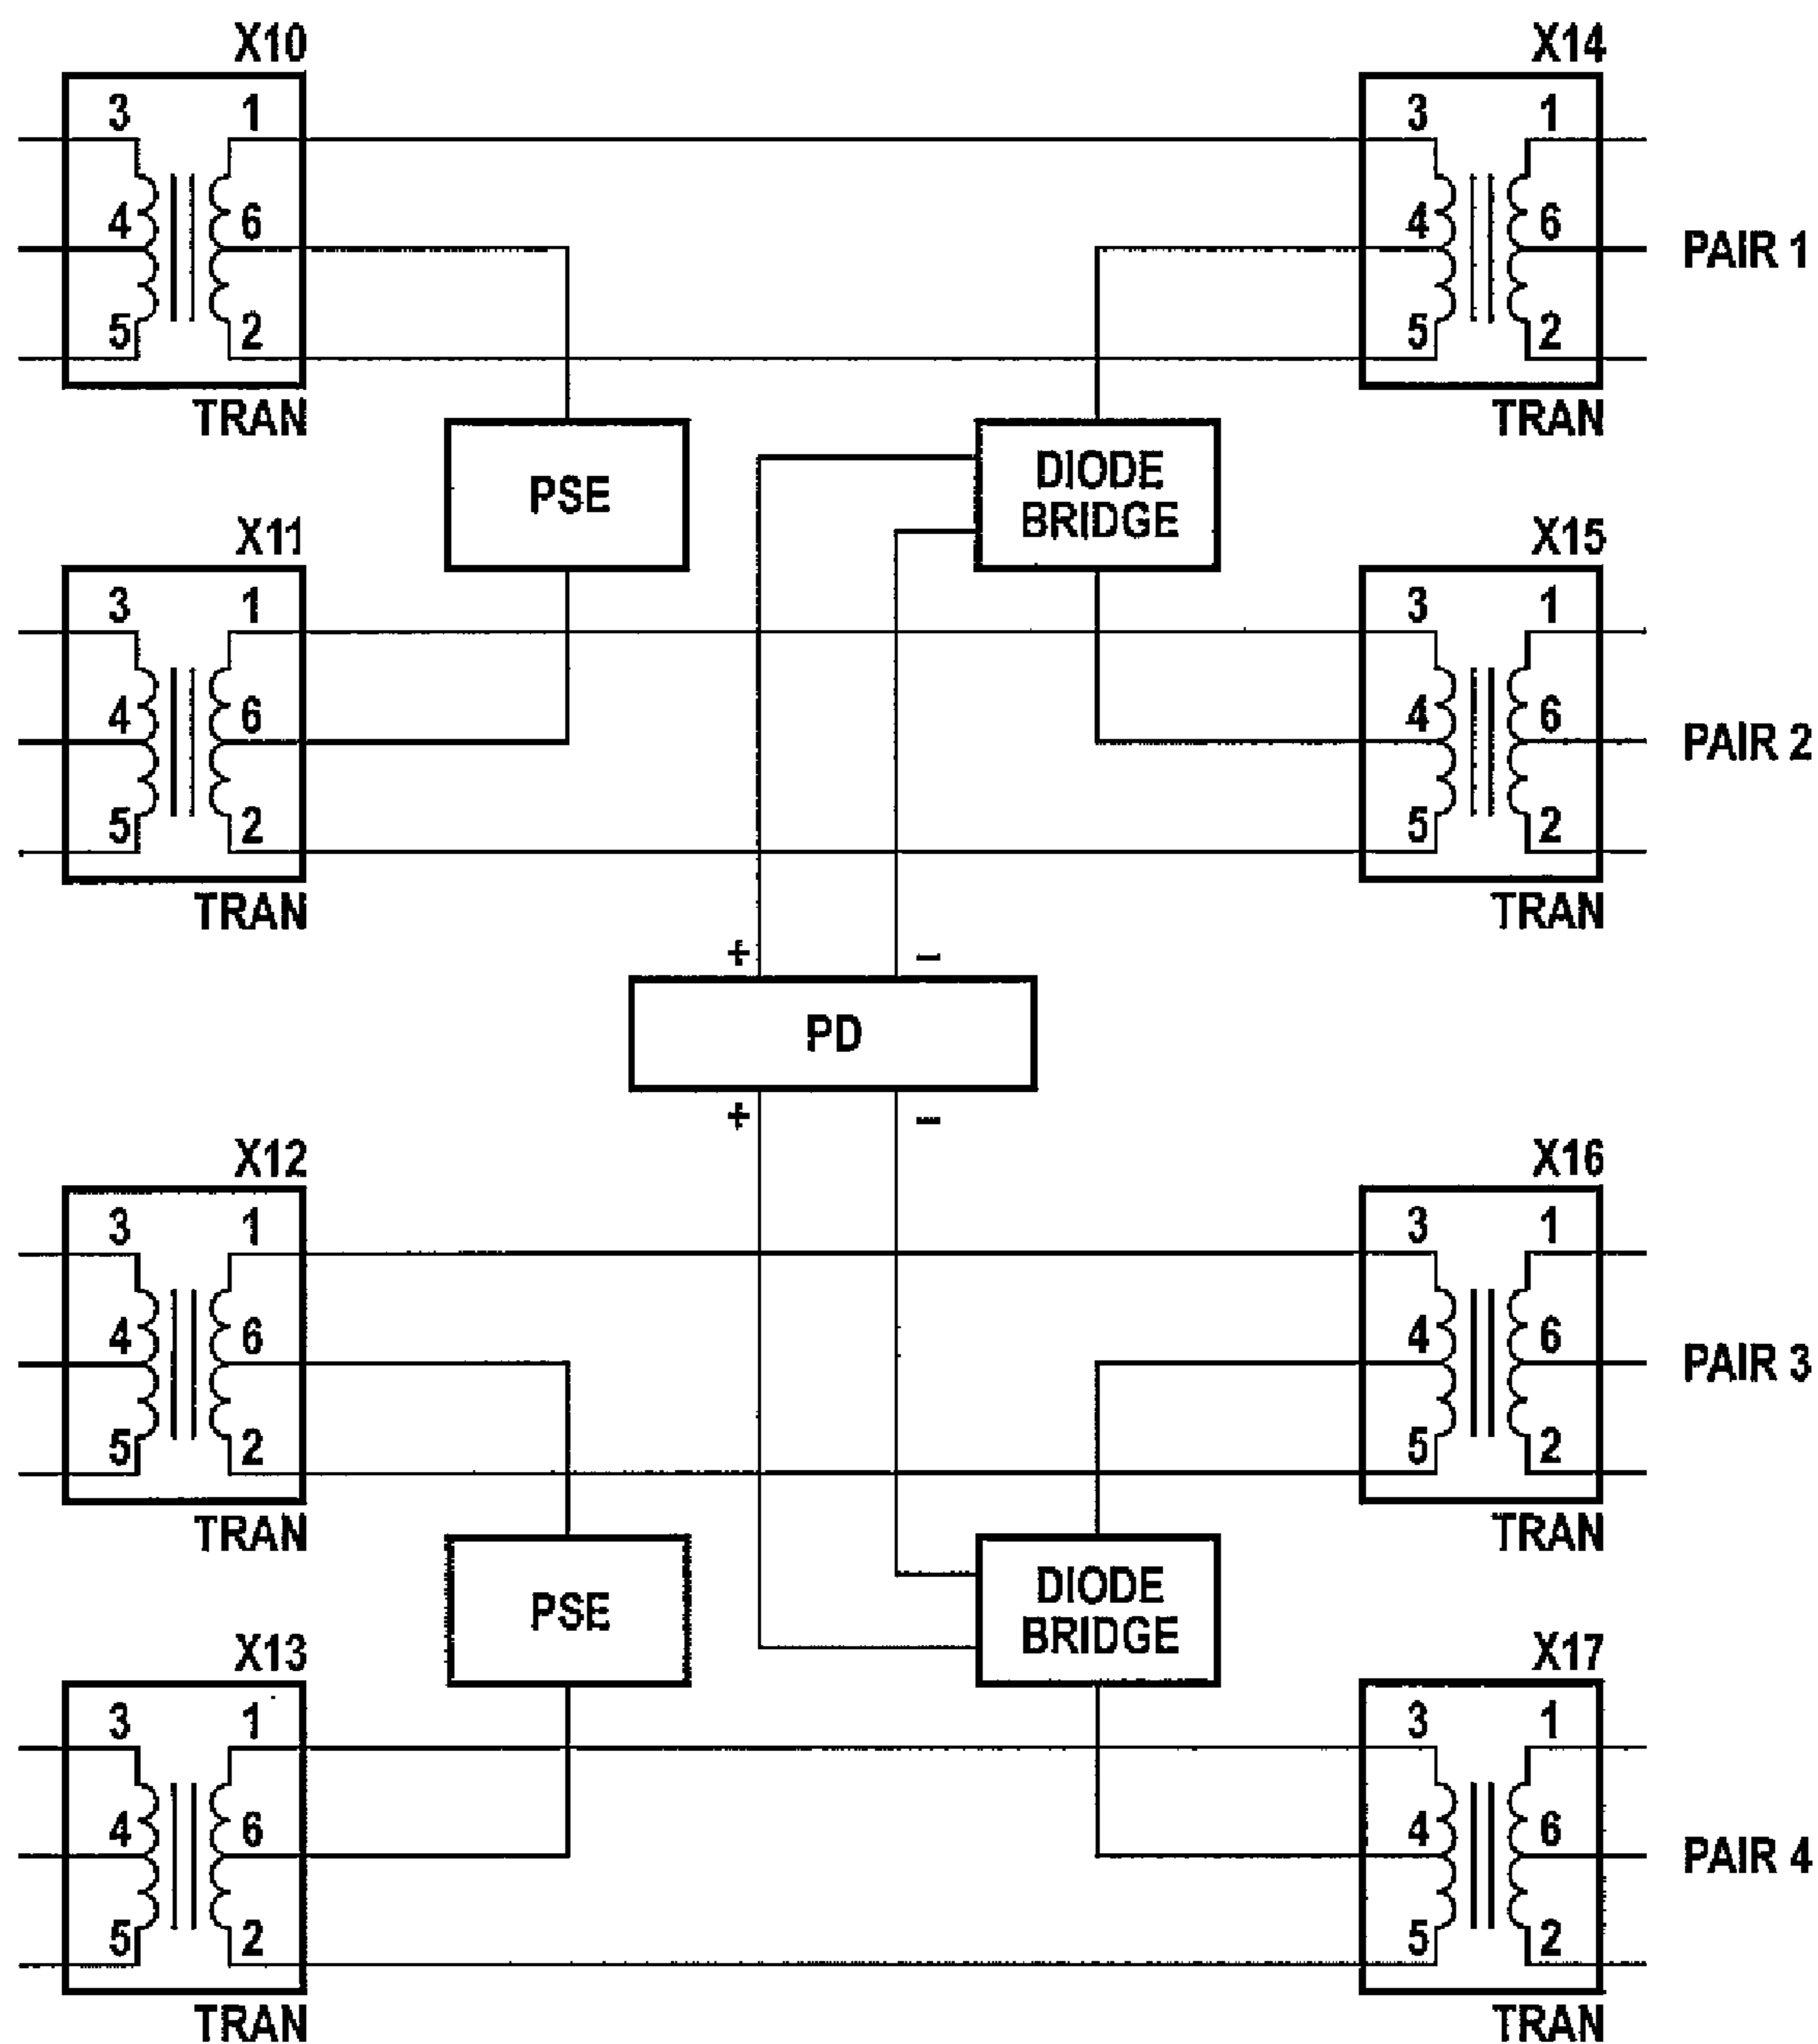 X10 X14
3 1 3 1
4 6 4 6 PAIR 1
5 2 5 2
TRAN TRAN
PSE
DIODE
BRIDGE
X11 X15
3 1 3 1
4 6 4 6 PAIR 2
5 2 5 2
TRAN TRAN
+ −
PD
+ −
X12 X16
3 1 3 1
4 6 4 6 PAIR 3
5 2 5 2
TRAN TRAN
PSE
DIODE
BRIDGE
X13 X17
3 1 3 1
4 6 4 6 PAIR 4
5 2 5 2
TRAN TRAN